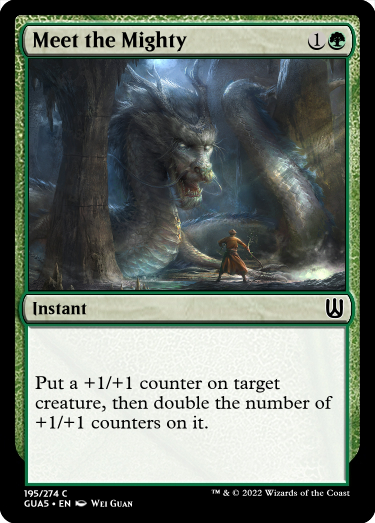 Meet the Mighty 1
Instant
Put a +1/+1 counter on target
creature, then double the number of
+1/+1 counters on it.
195/274 C
GUA5 • EN Wei Guan
™ & © 2022 Wizards of the Coast